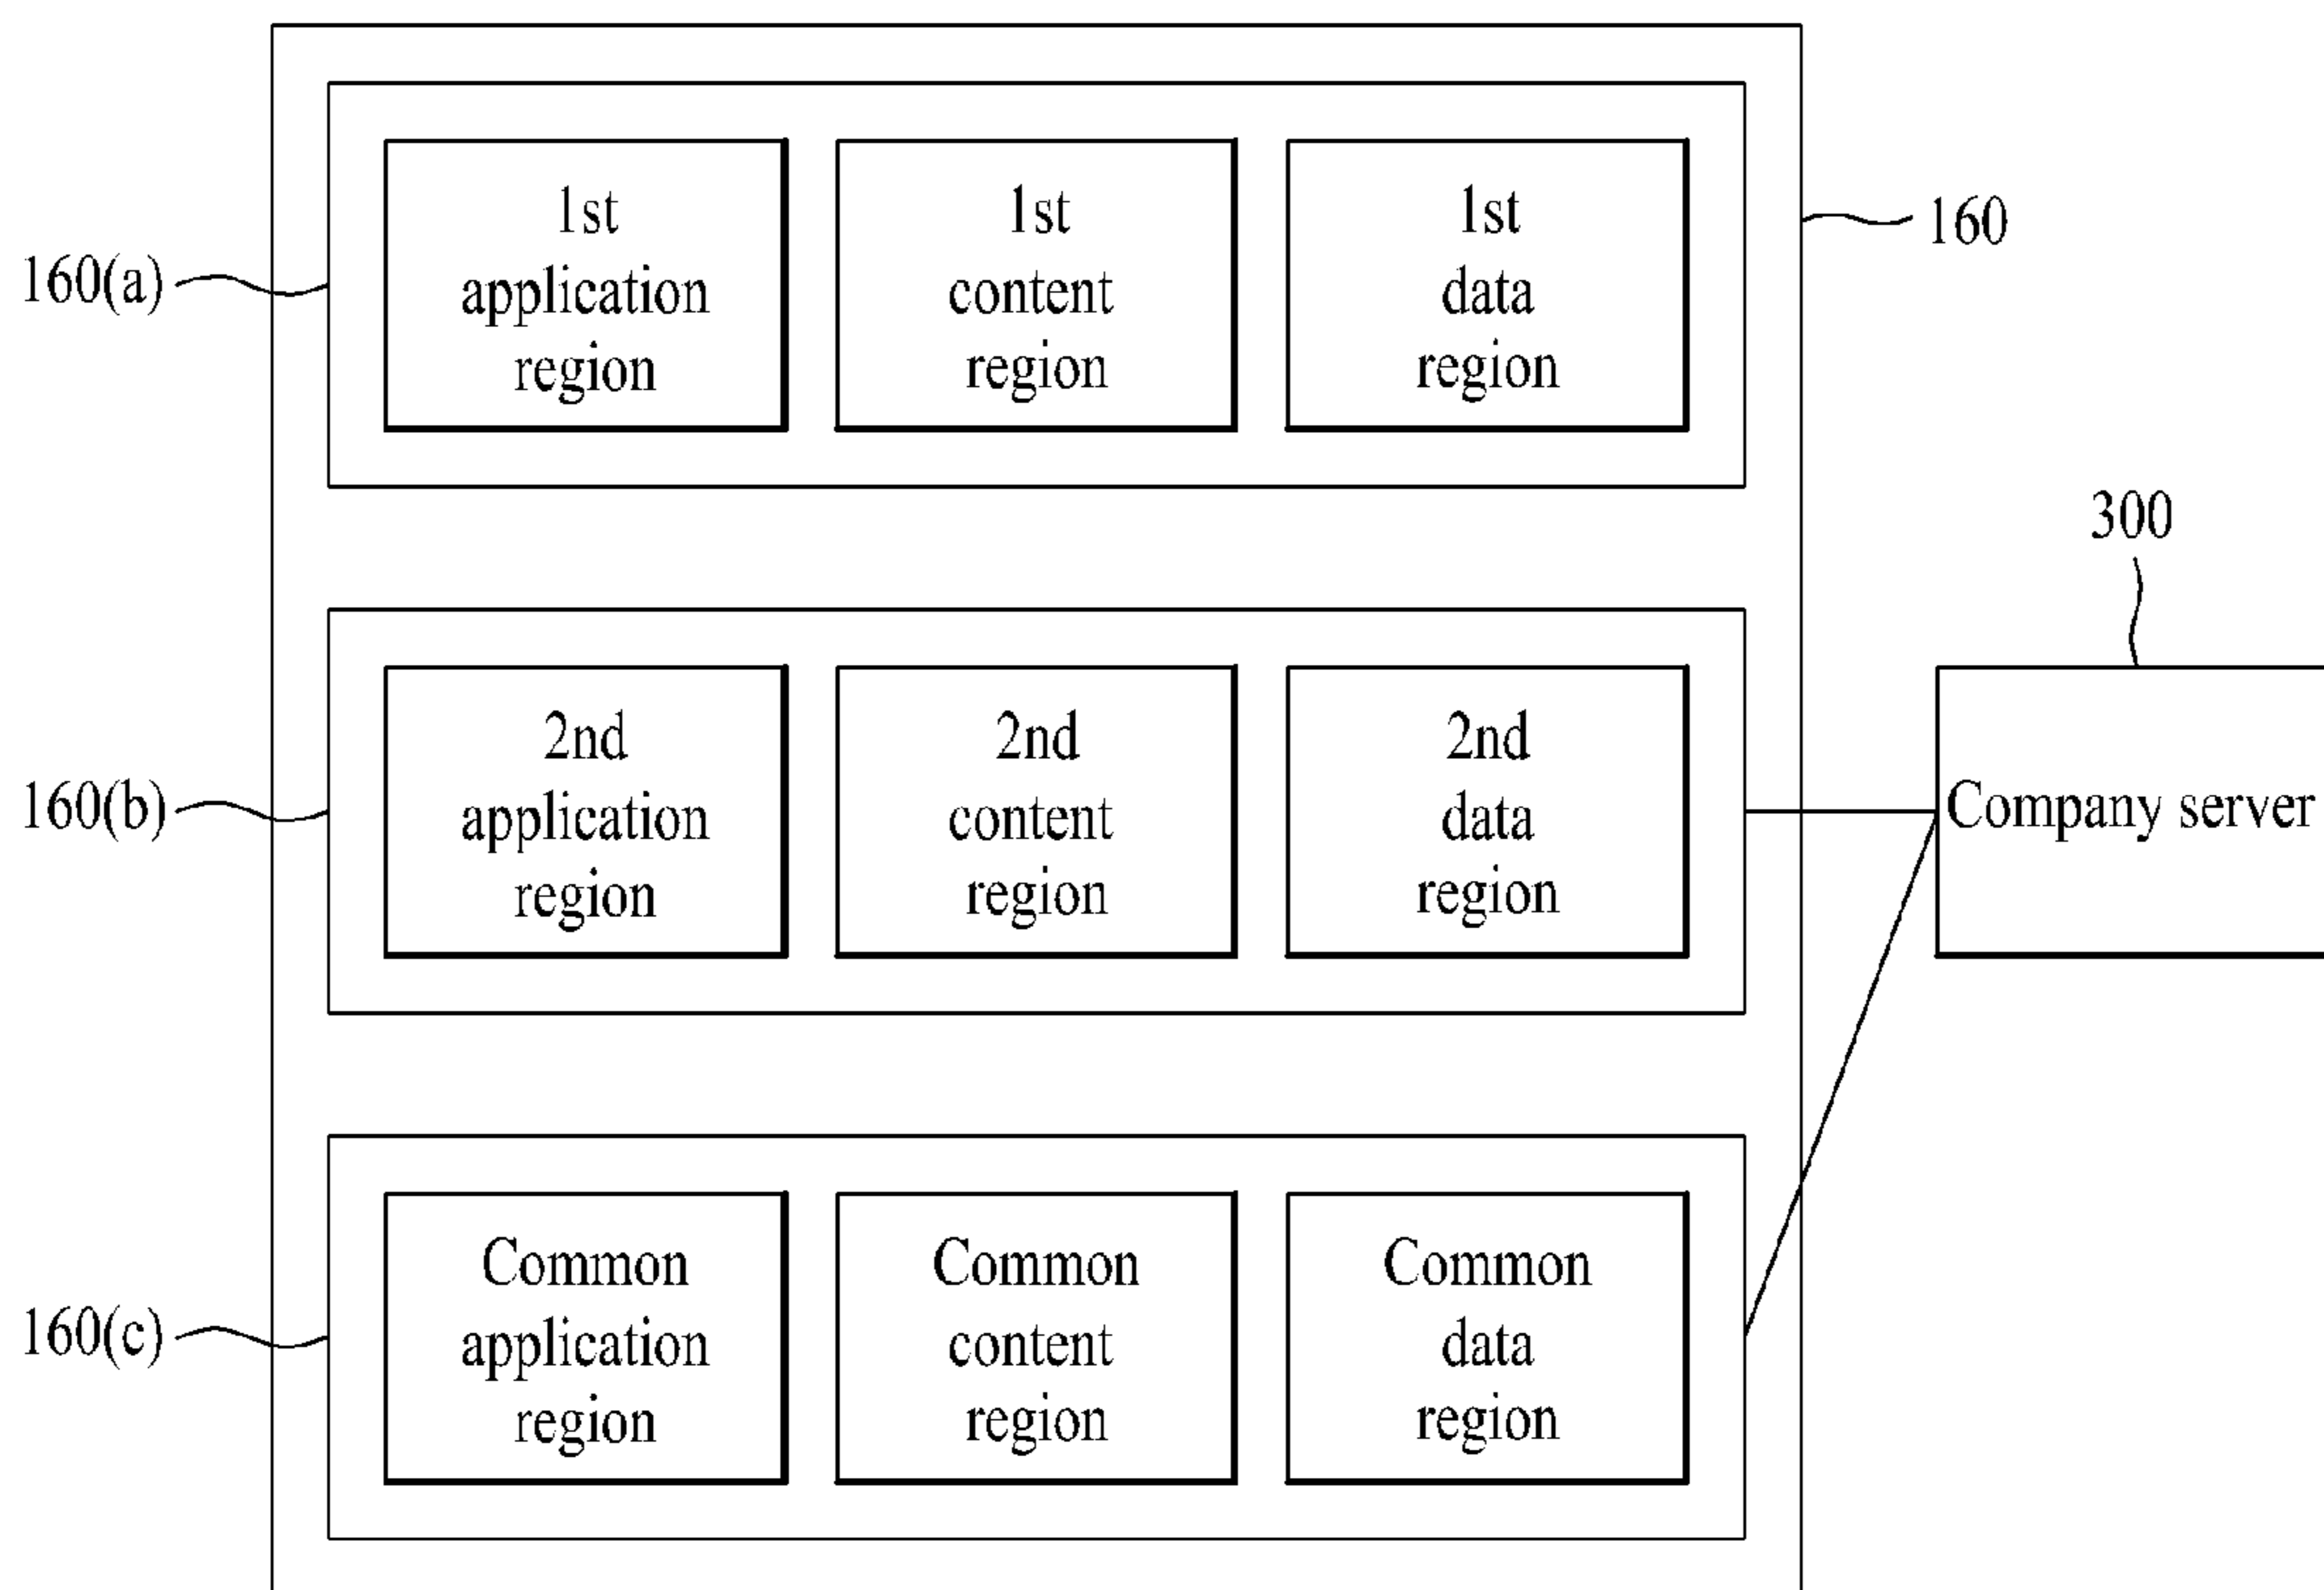 160
160(a)
1st
application
region
1st
content
region
1st
data
region
300
160(b)
2nd
application
region
2nd
content
region
2nd
data
region
Company server
160(c)
Common
application
region
Common
content
region
Common
data
region